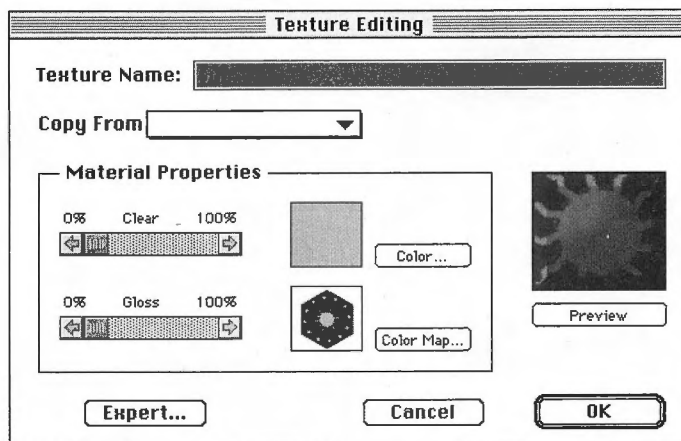 Texture Editing
Texture Name:
Copy From
Material Properties
0% Clear 100%
Color...
0% Gloss 100%
Color Map...
Preview
Expert...
Cancel
OK